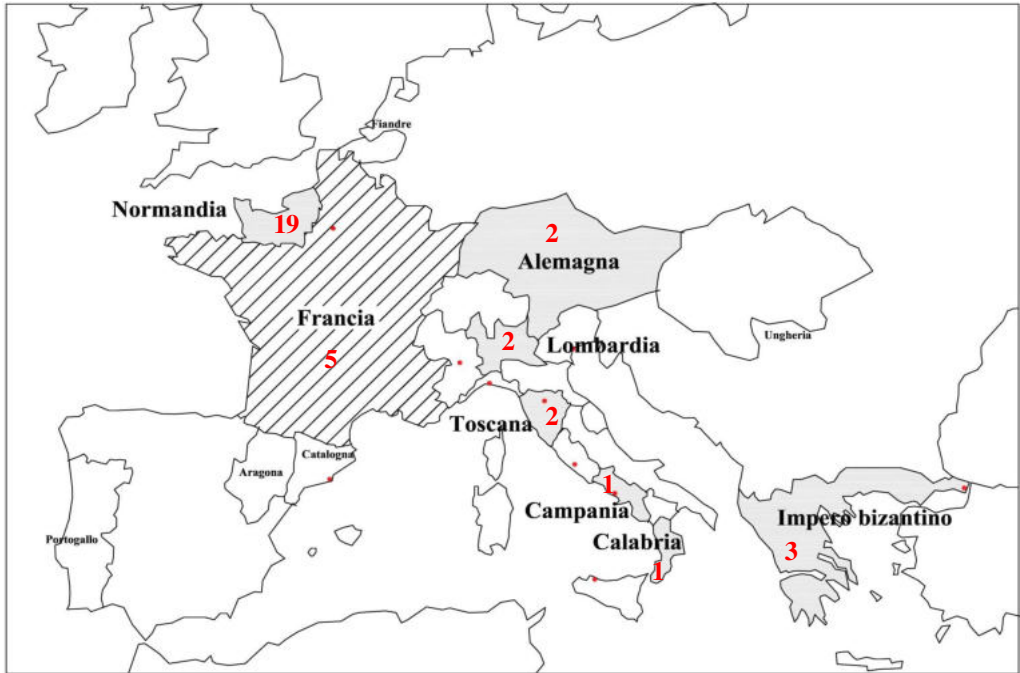 Fiandre
Normandia
19
2
Alemagna
Francia
5
2
Lombardia
Ungheria
Toscana
2
Catalogna
Aragona
1
Campania
Impero bizantino
Portogallo
Calabria
3
1